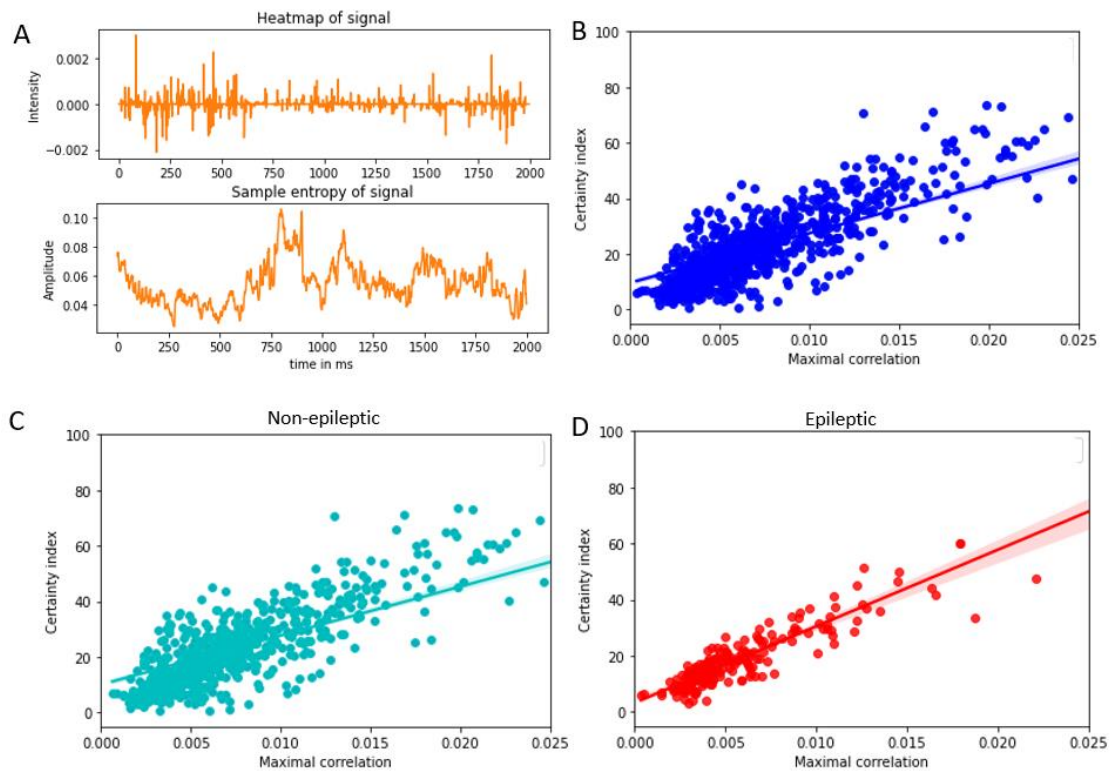 A
Heatmap of signal
Intensity
0.002
0.000
−0.002
0 250 500 750 1000 1250 1500 1750 2000
Sample entropy of signal
Amplitude
0.10
0.08
0.06
0.04
0 250 500 750 1000 1250 1500 1750 2000
time in ms
B
Certainty index
100
80
60
40
20
0
0.000 0.005 0.010 0.015 0.020 0.025
Maximal correlation
C
Non-epileptic
Certainty index
100
80
60
40
20
0
0.000 0.005 0.010 0.015 0.020 0.025
Maximal correlation
D
Epileptic
Certainty index
100
80
60
40
20
0
0.000 0.005 0.010 0.015 0.020 0.025
Maximal correlation